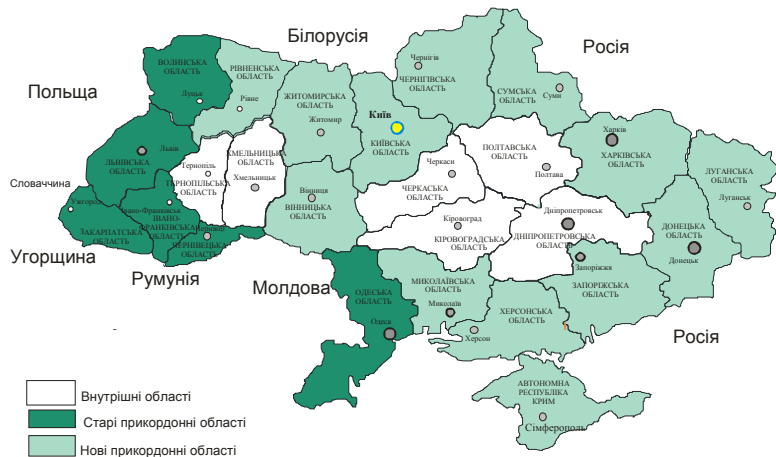 Білорусія
Росія
Польща
Словаччина
Угорщина
Румунія
Молдова
Росія
ВОЛИНСЬКА
ОБЛАСТЬ
Луцьк
РІВНЕНСЬКА
ОБЛАСТЬ
Рівне
ЖИТОМИРСЬКА
ОБЛАСТЬ
Житомир
Київ
КИЇВСЬКА
ОБЛАСТЬ
Чернігів
ЧЕРНІГІВСЬКА
ОБЛАСТЬ
СУМСЬКА
ОБЛАСТЬ
Суми
Львів
ЛЬВІВСЬКА
ОБЛАСТЬ
Тернопіль
ТЕРНОПІЛЬСЬКА
ОБЛАСТЬ
ХМЕЛЬНИЦЬКА
ОБЛАСТЬ
Хмельницьк
Вінниця
ВІННИЦЬКА
ОБЛАСТЬ
Черкаси
ЧЕРКАСЬКА
ОБЛАСТЬ
ПОЛТАВСЬКА
ОБЛАСТЬ
Полтава
Харків
ХАРКІВСЬКА
ОБЛАСТЬ
ЛУГАНСЬКА
ОБЛАСТЬ
Луганськ
Ужгород
ЗАКАРПАТСЬКА
ОБЛАСТЬ
Івано-Франківськ
ІВАНО-
ФРАНКІВСЬКА
ОБЛАСТЬ
ЧЕРНІВЕЦЬКА
ОБЛАСТЬ
Кіровоград
КІРОВОГРАДСЬКА
ОБЛАСТЬ
Дніпропетровськ
ДНІПРОПЕТРОВСЬКА
ОБЛАСТЬ
ДОНЕЦЬКА
ОБЛАСТЬ
Донецьк
Запоріжжя
ЗАПОРІЖСЬКА
ОБЛАСТЬ
ОДЕСЬКА
ОБЛАСТЬ
Одеса
МИКОЛАЇВСЬКА
ОБЛАСТЬ
Миколаїв
ХЕРСОНСЬКА
ОБЛАСТЬ
Херсон
АВТОНОМНА
РЕСПУБЛІКА
КРИМ
Сімферополь
Внутрішні області
Старі прикордонні області
Нові прикордонні області